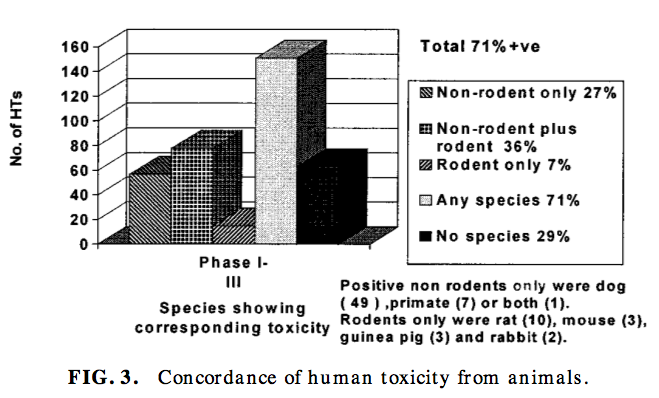 Total 71%+ve
No. of HTs
160
140
120
100
80
60
40
20
0
Phase I-
III
Species showing
corresponding toxicity
Non-rodent only 27%
Non-rodent plus
rodent 36%
Rodent only 7%
Any species 71%
No species 29%
Positive non rodents only were dog
( 49 ) ,primate (7) or both (1).
Rodents only were rat (10), mouse (3),
guinea pig (3) and rabbit (2).
FIG. 3. Concordance of human toxicity from animals.